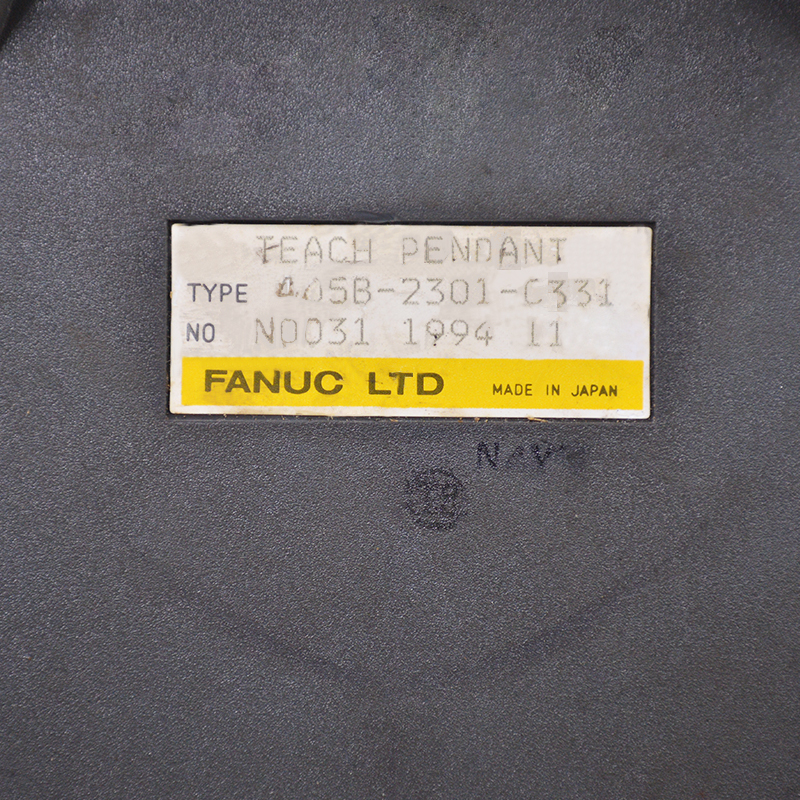 TEACH PENDANT
TYPE A05B-2301-C331
NO N0031 1994 11
FANUC LTD MADE IN JAPAN